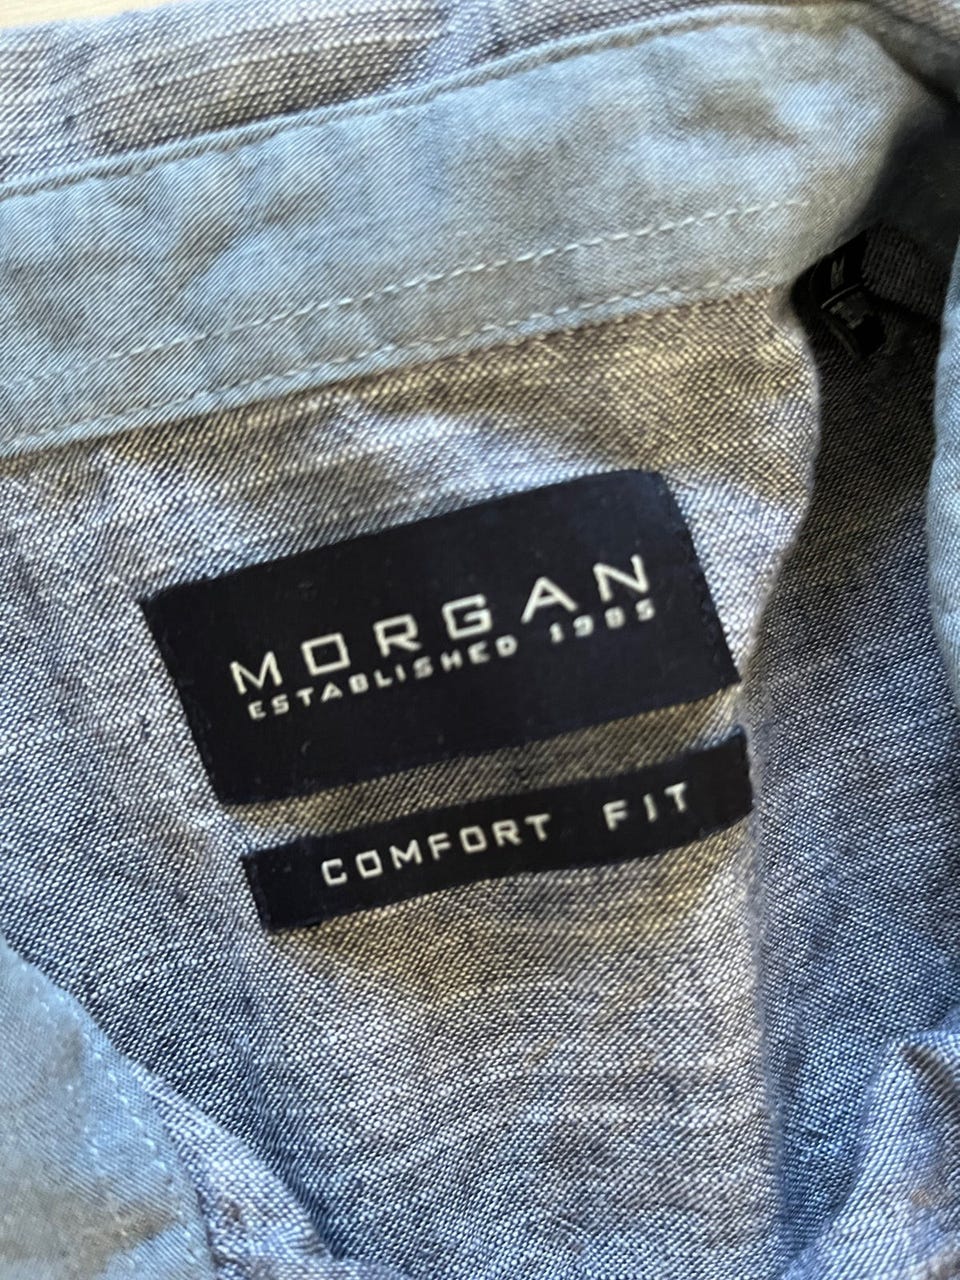 MORGAN
ESTABLISHED 1985
COMFORT FIT